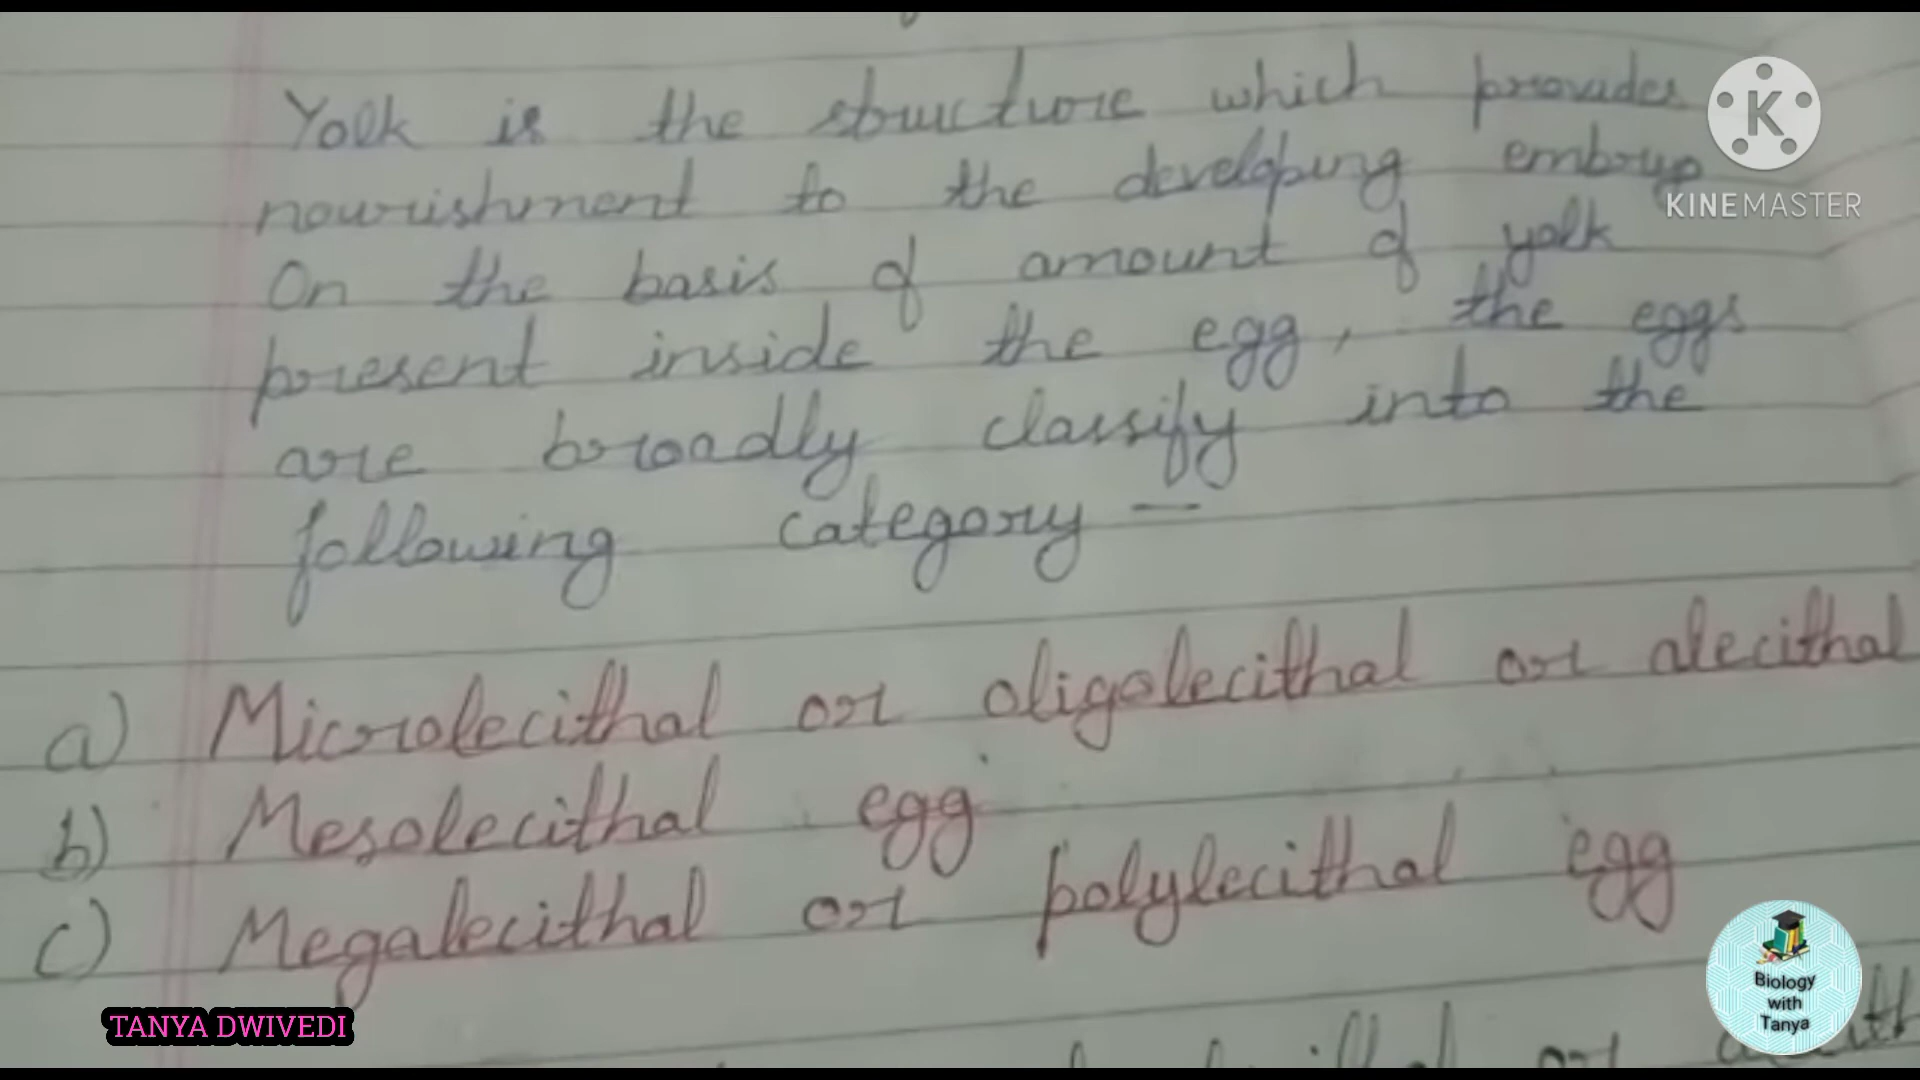 Yolk is the structure which provides
nourishment to the developing embryo
On the basis of amount of yolk
present inside the egg, the eggs
are broadly classify into the
following category -
a) Microlecithal or oligolecithal or alecithal
b) Mesolecithal egg
c) Megalecithal or polylecithal egg
or
K
KINEMASTER
TANYA DWIVEDI
Biology
with
Tanya